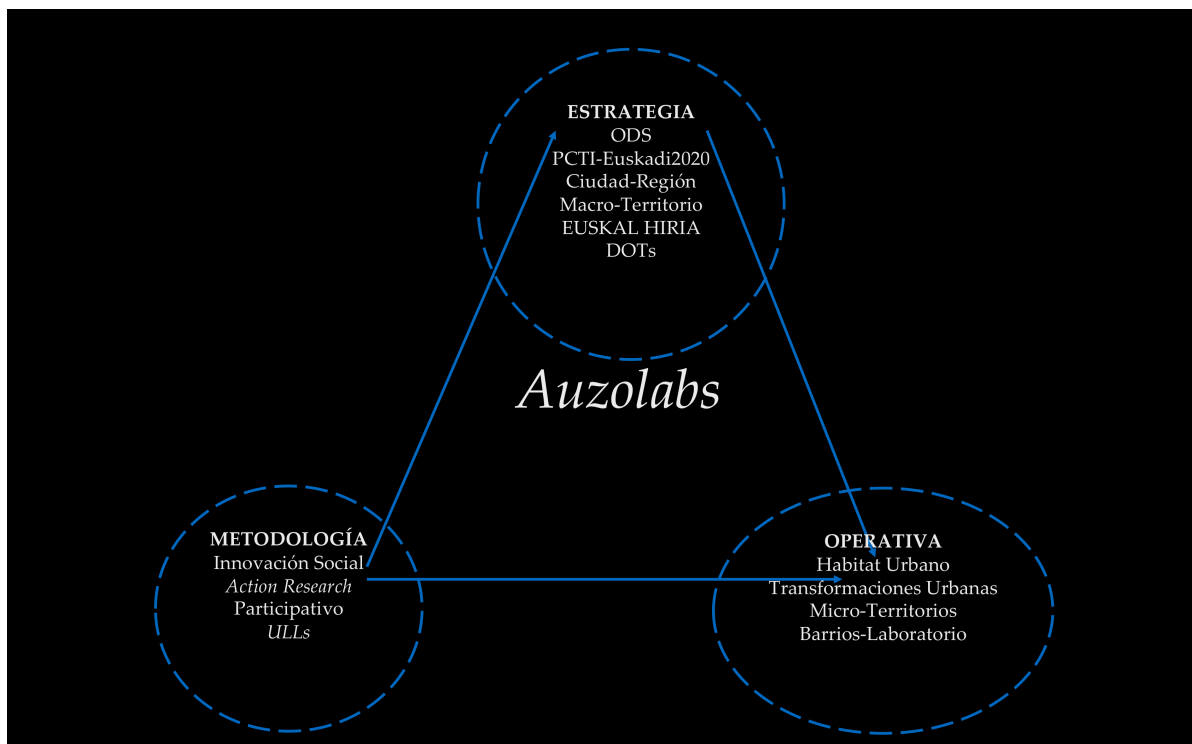 ESTRATEGIA
ODS
PCTI-Euskadi2020
Ciudad-Región
Macro-Territorio
EUSKAL HIRIA
DOTs
Auzolabs
METODOLOGÍA
Innovación Social
Action Research
Participativo
ULLs
OPERATIVA
Habitat Urbano
Transformaciones Urbanas
Micro-Territorios
Barrios-Laboratorio